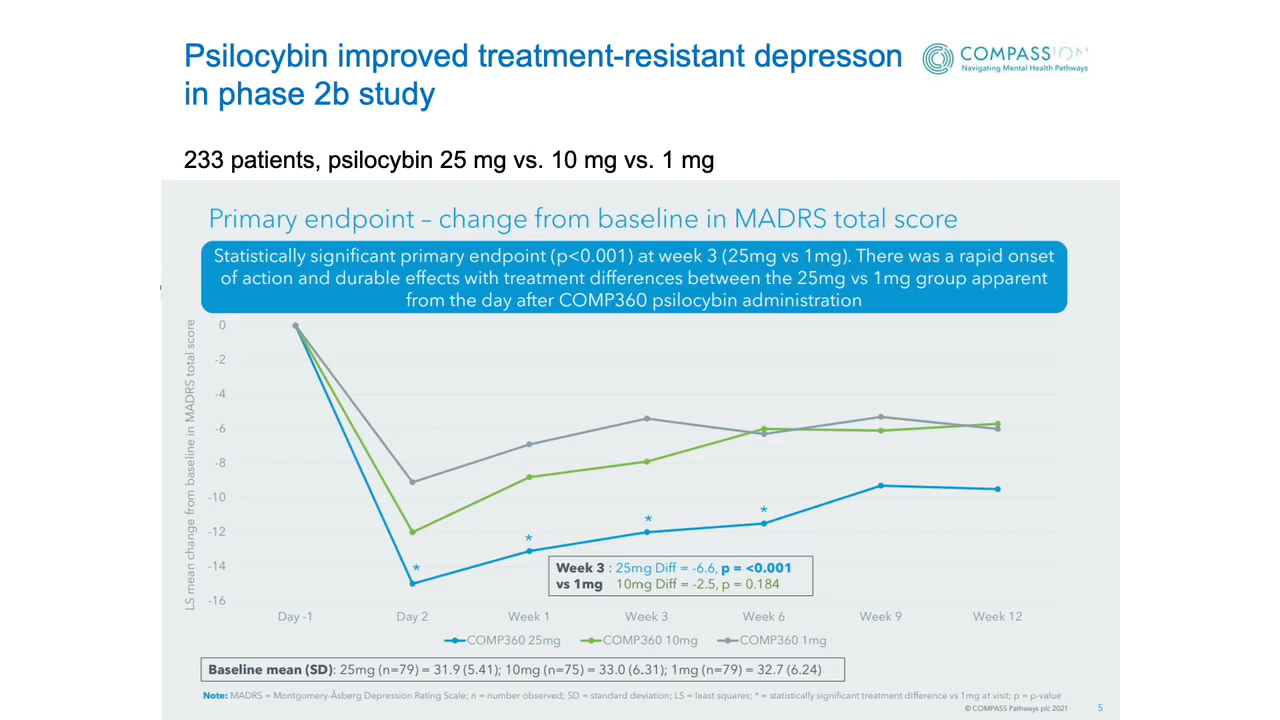 Psilocybin improved treatment-resistant depresson
in phase 2b study
COMPASSION
Navigating Mental Health Pathways
233 patients, psilocybin 25 mg vs. 10 mg vs. 1 mg
Primary endpoint – change from baseline in MADRS total score
Statistically significant primary endpoint (p<0.001) at week 3 (25mg vs 1mg). There was a rapid onset
of action and durable effects with treatment differences between the 25mg vs 1mg group apparent
from the day after COMP360 psilocybin administration
LS mean change from baseline in MADRS total score
0
-2
-4
-6
-8
-10
-12
-14
-16
*
*
*
*
Week 3 : 25mg Diff = -6.6, p = <0.001
vs 1mg 10mg Diff = -2.5, p = 0.184
Day -1 Day 2 Week 1 Week 3 Week 6 Week 9 Week 12
COMP360 25mg COMP360 10mg COMP360 1mg
Baseline mean (SD): 25mg (n=79) = 31.9 (5.41); 10mg (n=75) = 33.0 (6.31); 1mg (n=79) = 32.7 (6.24)
Note: MADRS = Montgomery-Åsberg Depression Rating Scale; n = number observed; SD = standard deviation; LS = least squares; * = statistically significant treatment difference vs 1mg at visit; p = p-value
© COMPASS Pathways plc 2021
5